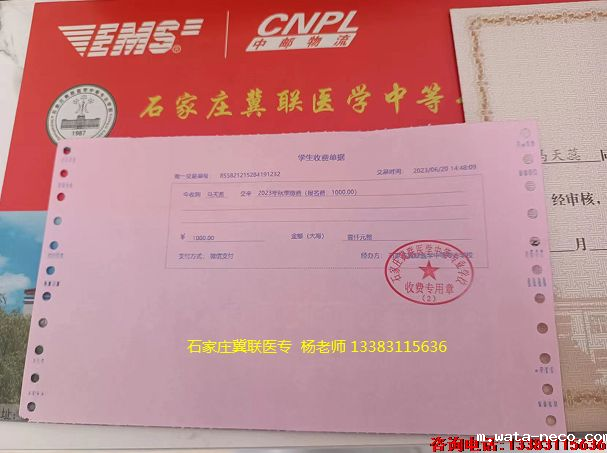 EMS
CNPL
中邮物流
石家庄冀联医学中等
1987
学生收费单据
唯一交易单号: 855821215284191232
交易时间: 2023/06/20 14:48:09
今收到 马天蕊 交来 2023年秋季缴费 (报名费: 1000.00)
¥ 1000.00 金额 (大写) 壹仟元整
支付方式: 微信支付
经办方:
收费专用章
(2)
马天蕊
经审核,
月
石家庄冀联医专 杨老师 13383115636
咨询电话:13383115636
m.wata-neco.com